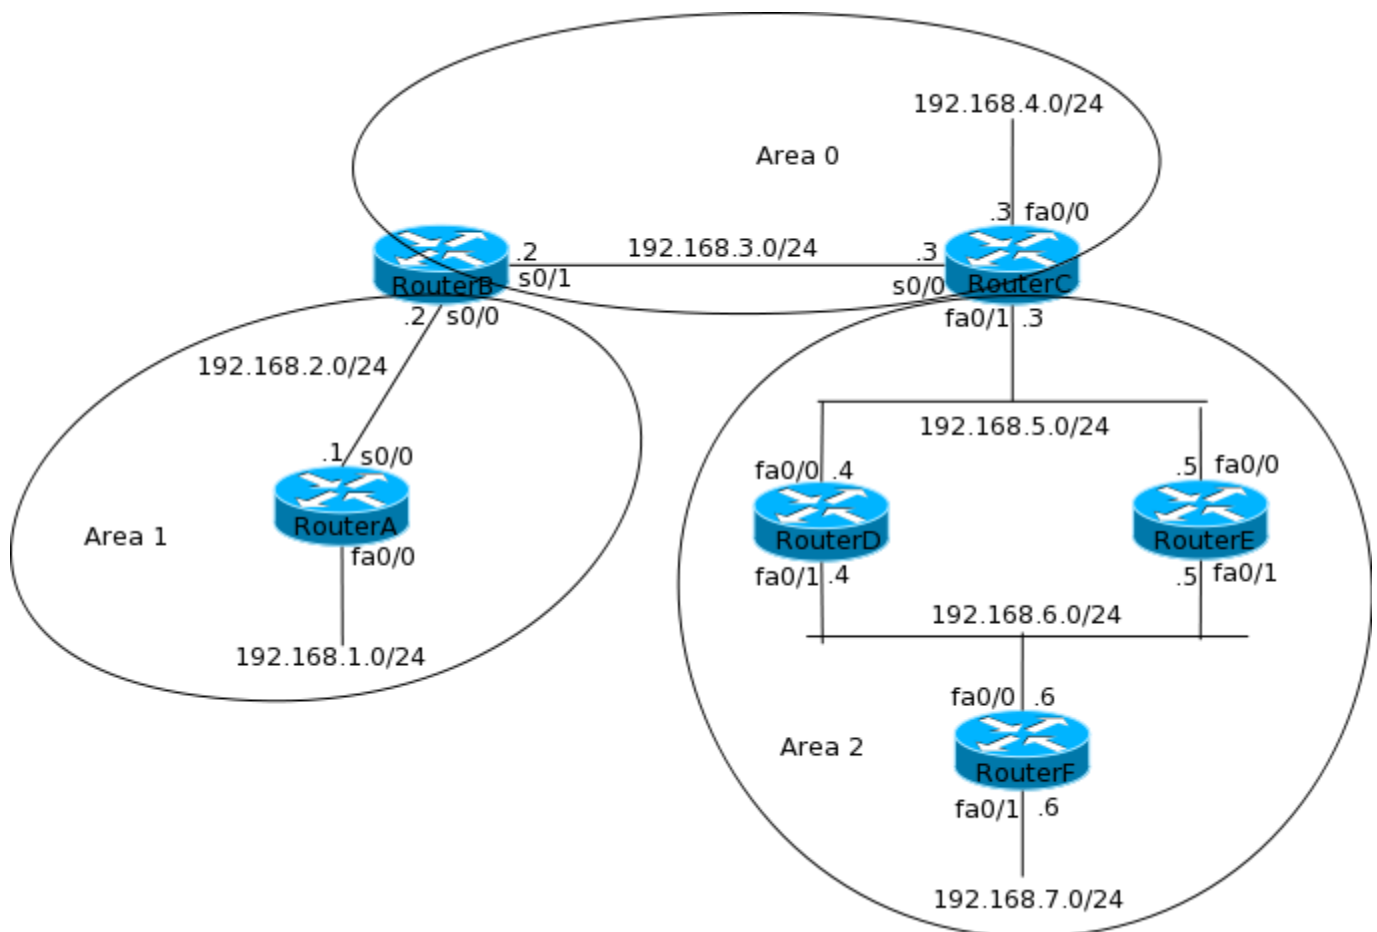 192.168.4.0/24
Area 0
.3 fa0/0
.2 192.168.3.0/24 .3
RouterB s0/1 s0/0 RouterC
.2 s0/0 fa0/1 .3
192.168.2.0/24
192.168.5.0/24
.1 s0/0 fa0/0 .4 .5 fa0/0
RouterA
Area 1
RouterD RouterE
fa0/0
fa0/1 .4 .5 fa0/1
192.168.6.0/24
192.168.1.0/24
fa0/0 .6
Area 2
RouterF
fa0/1 .6
192.168.7.0/24